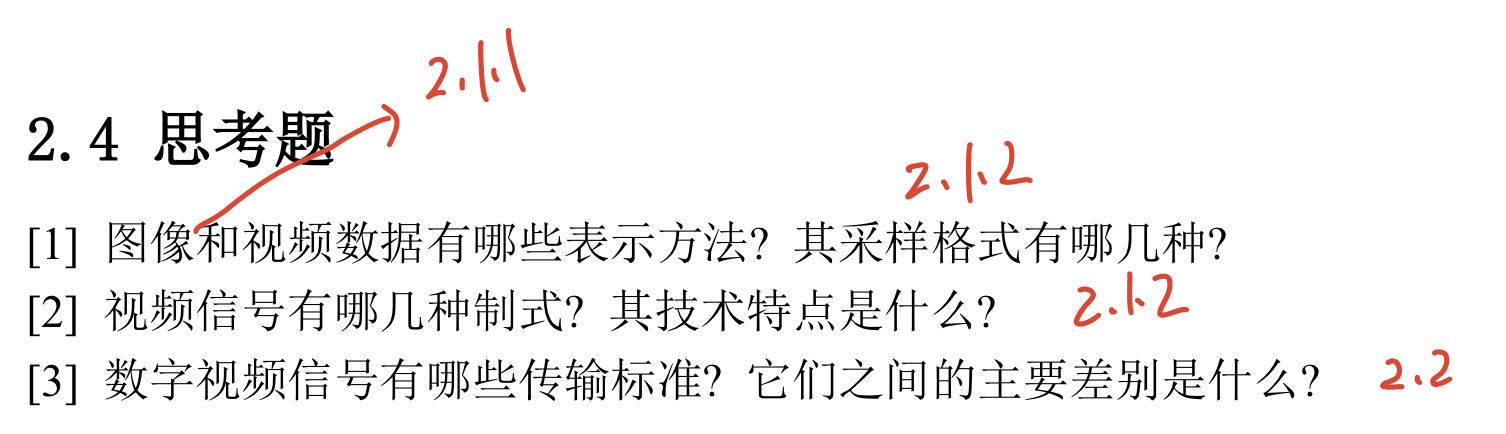 2.1.1
2.4 思考题
2.1.2
[1] 图像和视频数据有哪些表示方法? 其采样格式有哪几种?
[2] 视频信号有哪几种制式? 其技术特点是什么?
2.1.2
[3] 数字视频信号有哪些传输标准? 它们之间的主要差别是什么?
2.2